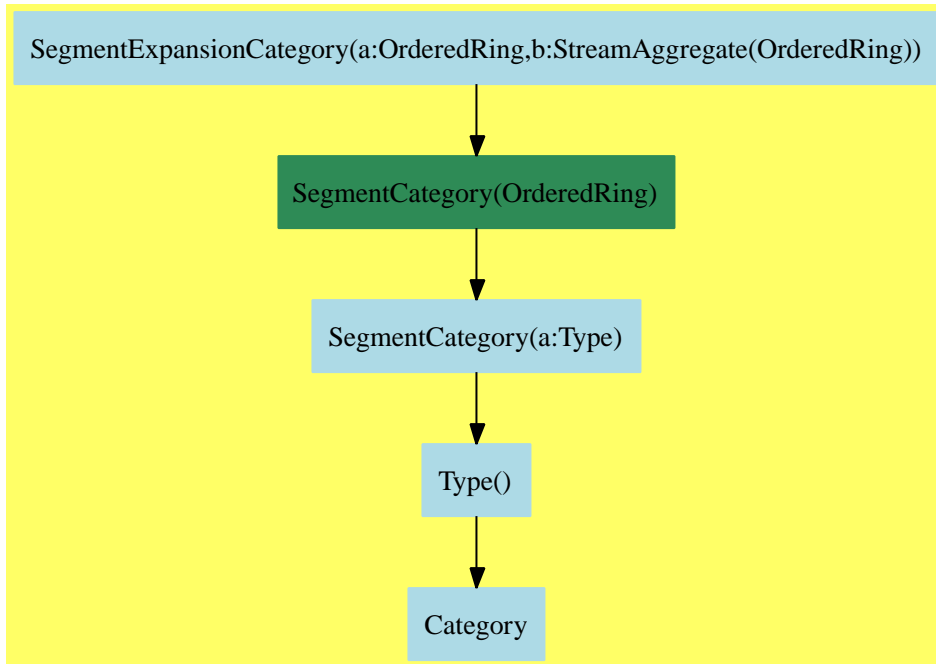 SegmentExpansionCategory(a:OrderedRing,b:StreamAggregate(OrderedRing))
SegmentCategory(OrderedRing)
SegmentCategory(a:Type)
Type()
Category